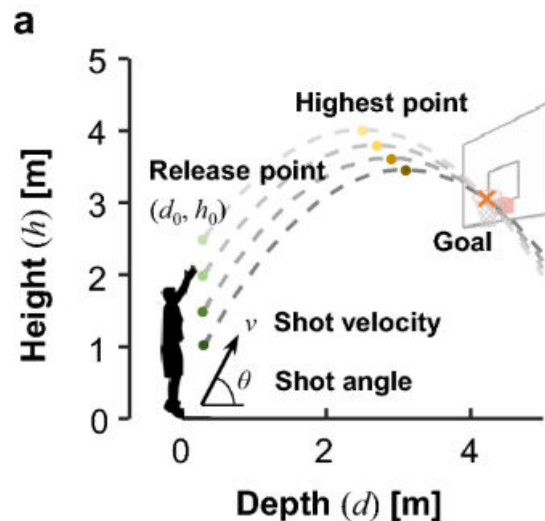 a
5
4
3
2
1
0
Height (h) [m]
Highest point
Release point
(d₀, h₀)
Goal
v
Shot velocity
θ
Shot angle
0
2
4
Depth (d) [m]